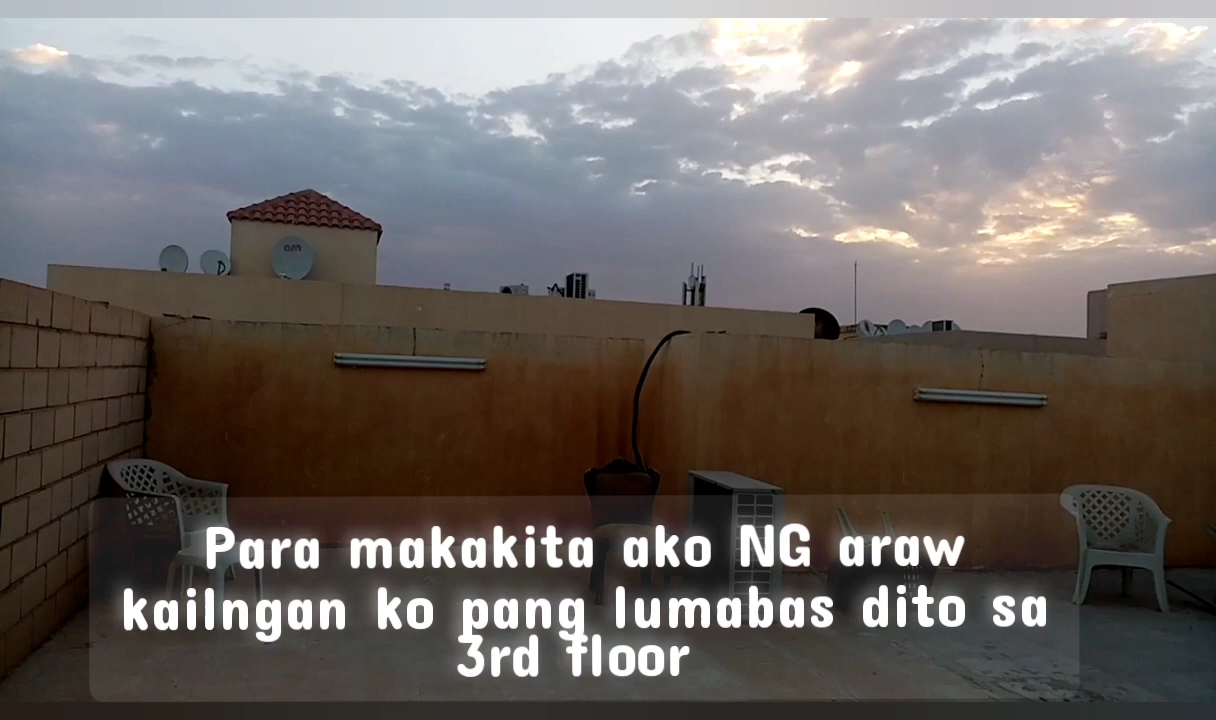 Para makakita ako NG araw
kailngan ko pang lumabas dito sa
3rd floor